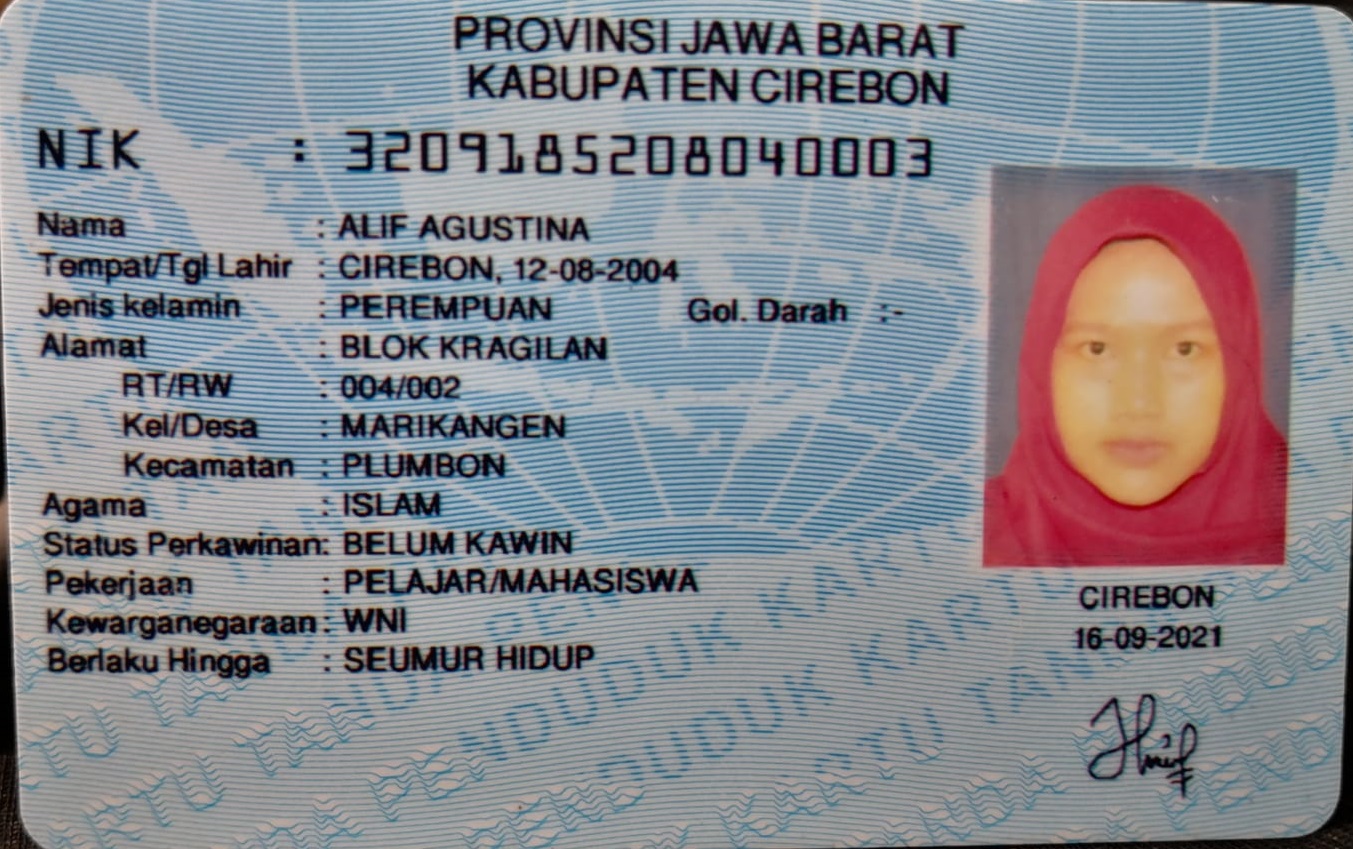 PROVINSI JAWA BARAT
KABUPATEN CIREBON
NIK : 3209185208040003
Nama : ALIF AGUSTINA
Tempat/Tgl Lahir : CIREBON, 12-08-2004
Jenis kelamin : PEREMPUAN Gol. Darah :-
Alamat : BLOK KRAGILAN
RT/RW : 004/002
Kel/Desa : MARIKANGEN
Kecamatan : PLUMBON
Agama : ISLAM
Status Perkawinan: BELUM KAWIN
Pekerjaan : PELAJAR/MAHASISWA
Kewarganegaraan: WNI
Berlaku Hingga : SEUMUR HIDUP
CIREBON
16-09-2021